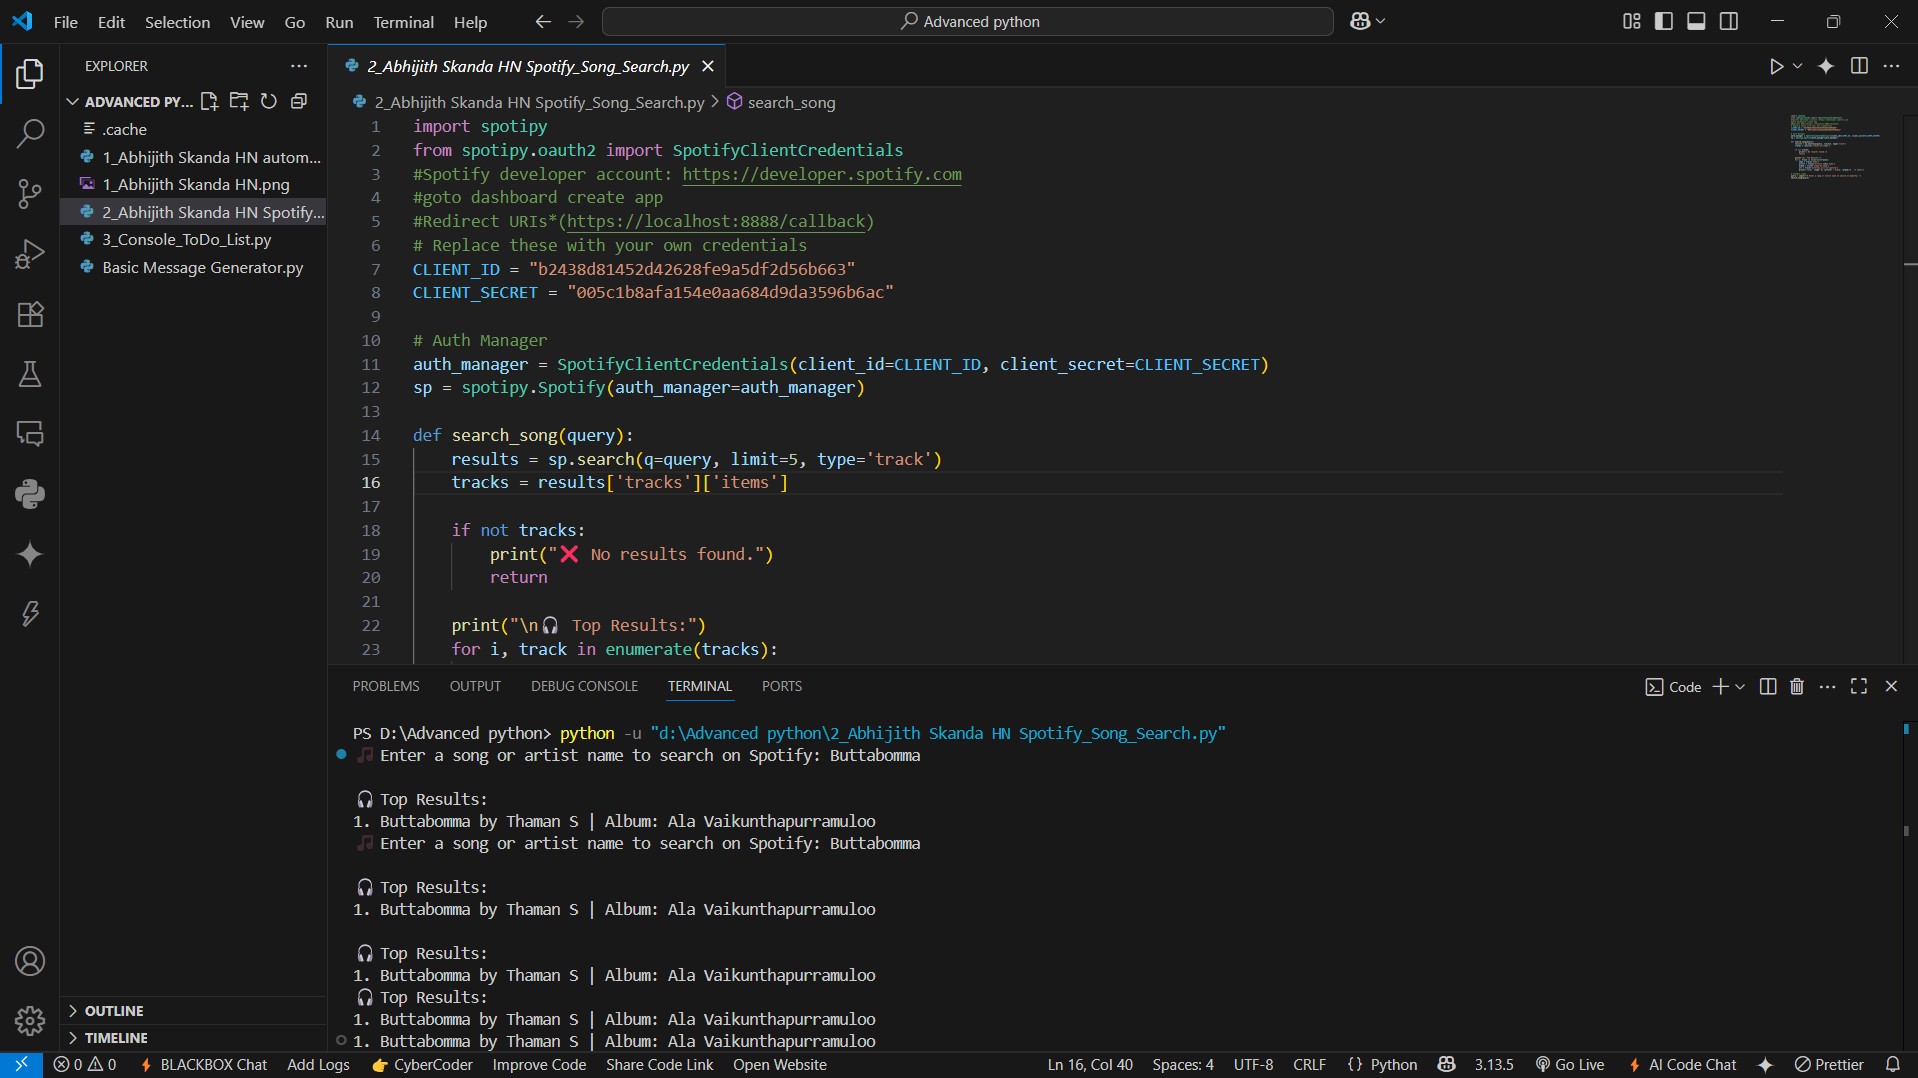 File Edit Selection View Go Run Terminal Help
Advanced python
EXPLORER
ADVANCED PY...
.cache
1_Abhijith Skanda HN autom...
1_Abhijith Skanda HN.png
2_Abhijith Skanda HN Spotify...
3_Console_ToDo_List.py
Basic Message Generator.py
OUTLINE
TIMELINE
2_Abhijith Skanda HN Spotify_Song_Search.py
2_Abhijith Skanda HN Spotify_Song_Search.py > search_song
1 import spotipy
2 from spotipy.oauth2 import SpotifyClientCredentials
3 #Spotify developer account: https://developer.spotify.com
4 #goto dashboard create app
5 #Redirect URIs*(https://localhost:8888/callback)
6 # Replace these with your own credentials
7 CLIENT_ID = "b2438d81452d42628fe9a5df2d56b663"
8 CLIENT_SECRET = "005c1b8afa154e0aa684d9da3596b6ac"
9
10 # Auth Manager
11 auth_manager = SpotifyClientCredentials(client_id=CLIENT_ID, client_secret=CLIENT_SECRET)
12 sp = spotipy.Spotify(auth_manager=auth_manager)
13
14 def search_song(query):
15     results = sp.search(q=query, limit=5, type='track')
16     tracks = results['tracks']['items']
17
18     if not tracks:
19         print("❌ No results found.")
20         return
21
22     print("\n🎧 Top Results:")
23     for i, track in enumerate(tracks):
PROBLEMS OUTPUT DEBUG CONSOLE TERMINAL PORTS
Code
PS D:\Advanced python> python -u "d:\Advanced python\2_Abhijith Skanda HN Spotify_Song_Search.py"
🎵 Enter a song or artist name to search on Spotify: Buttabomma
🎧 Top Results:
1. Buttabomma by Thaman S | Album: Ala Vaikunthapurramuloo
🎵 Enter a song or artist name to search on Spotify: Buttabomma
🎧 Top Results:
1. Buttabomma by Thaman S | Album: Ala Vaikunthapurramuloo
🎧 Top Results:
1. Buttabomma by Thaman S | Album: Ala Vaikunthapurramuloo
🎧 Top Results:
1. Buttabomma by Thaman S | Album: Ala Vaikunthapurramuloo
1. Buttabomma by Thaman S | Album: Ala Vaikunthapurramuloo
0 0 BLACKBOX Chat Add Logs 👉 CyberCoder Improve Code Share Code Link Open Website Ln 16, Col 40 Spaces: 4 UTF-8 CRLF {} Python 3.13.5 Go Live AI Code Chat Prettier